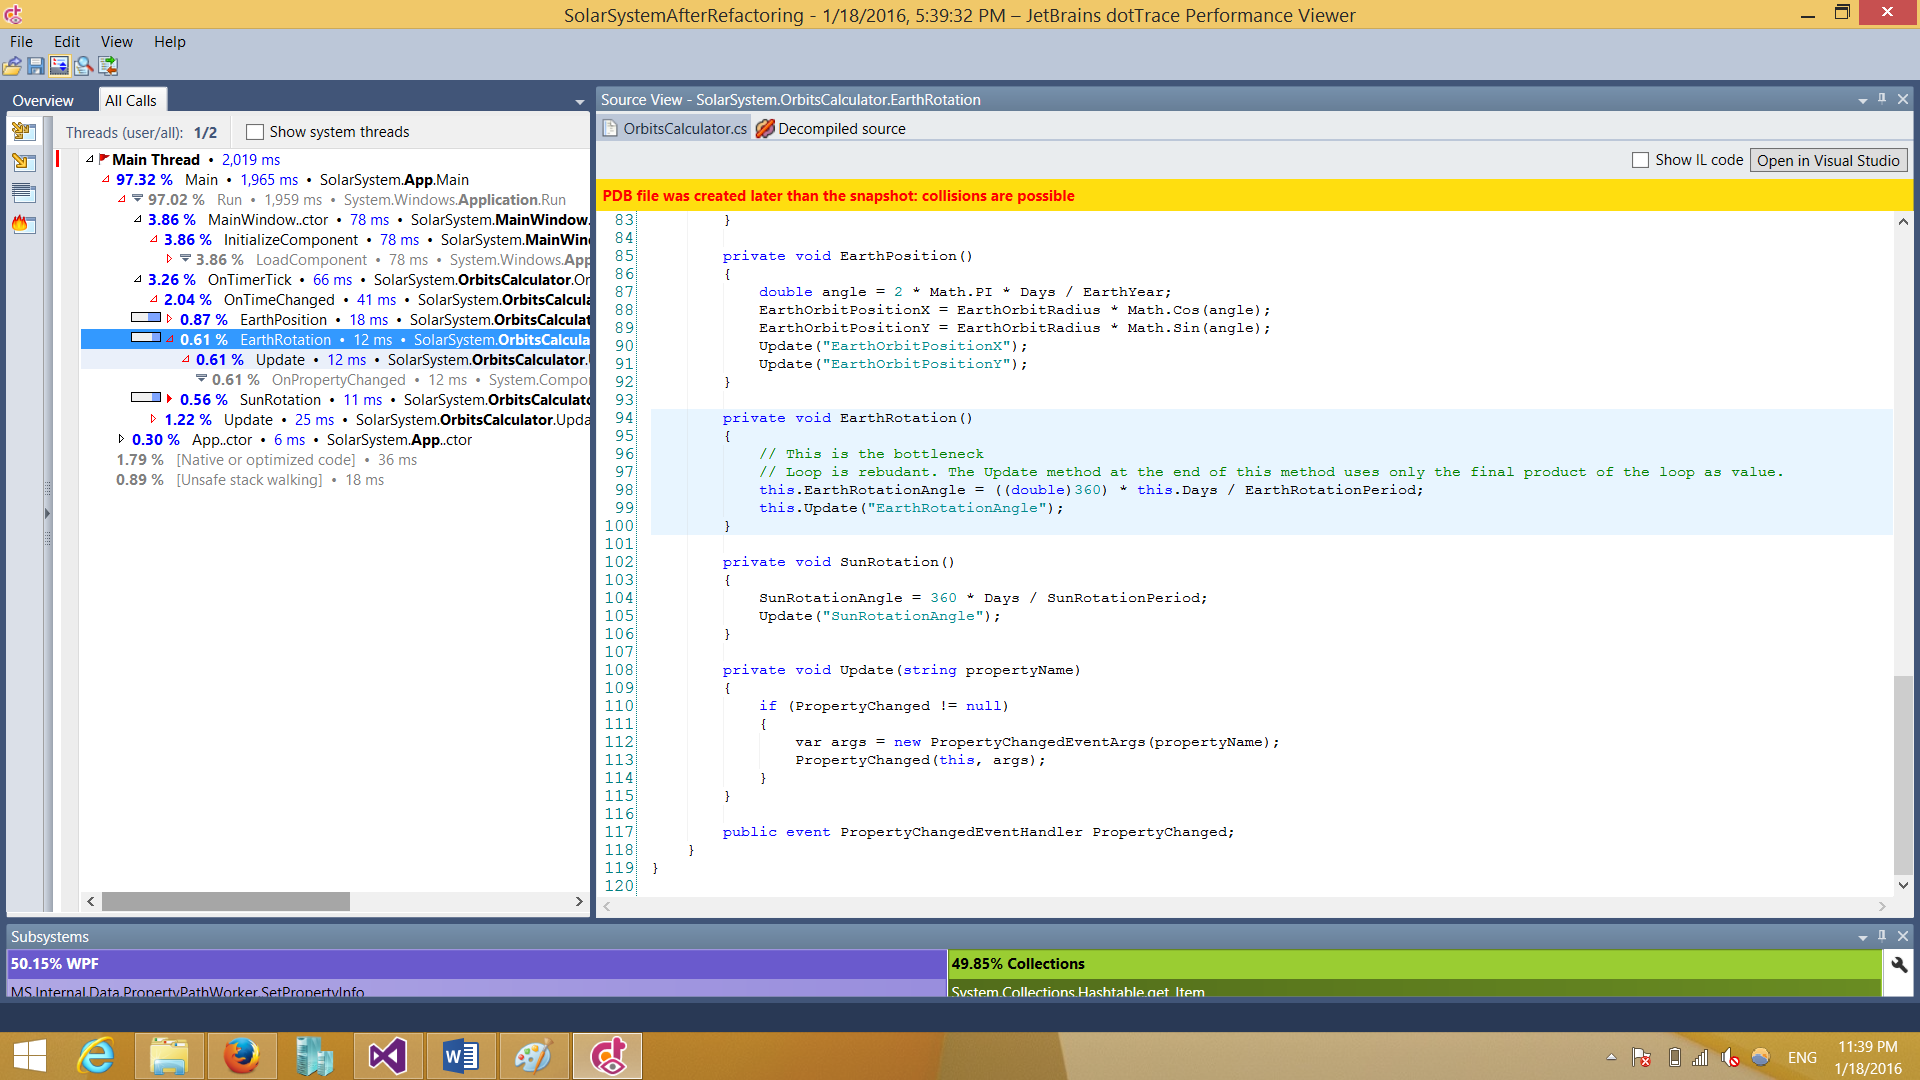 SolarSystemAfterRefactoring - 1/18/2016, 5:39:32 PM – JetBrains dotTrace Performance Viewer
File Edit View Help
Overview All Calls
Threads (user/all): 1/2 Show system threads
Main Thread • 2,019 ms
97.32 % Main • 1,965 ms • SolarSystem.App.Main
97.02 % Run • 1,959 ms • System.Windows.Application.Run
3.86 % MainWindow..ctor • 78 ms • SolarSystem.MainWindow.
3.86 % InitializeComponent • 78 ms • SolarSystem.MainWin
3.86 % LoadComponent • 78 ms • System.Windows.App
3.26 % OnTimerTick • 66 ms • SolarSystem.OrbitsCalculator.On
2.04 % OnTimeChanged • 41 ms • SolarSystem.OrbitsCalcula
0.87 % EarthPosition • 18 ms • SolarSystem.OrbitsCalculat
0.61 % EarthRotation • 12 ms • SolarSystem.OrbitsCalcula
0.61 % Update • 12 ms • SolarSystem.OrbitsCalculator.
0.61 % OnPropertyChanged • 12 ms • System.Compo
0.56 % SunRotation • 11 ms • SolarSystem.OrbitsCalculato
1.22 % Update • 25 ms • SolarSystem.OrbitsCalculator.Upda
0.30 % App..ctor • 6 ms • SolarSystem.App..ctor
1.79 % [Native or optimized code] • 36 ms
0.89 % [Unsafe stack walking] • 18 ms
Source View - SolarSystem.OrbitsCalculator.EarthRotation
OrbitsCalculator.cs Decompiled source
Show IL code Open in Visual Studio
PDB file was created later than the snapshot: collisions are possible
83 }
84
85 private void EarthPosition()
86 {
87 double angle = 2 * Math.PI * Days / EarthYear;
88 EarthOrbitPositionX = EarthOrbitRadius * Math.Cos(angle);
89 EarthOrbitPositionY = EarthOrbitRadius * Math.Sin(angle);
90 Update("EarthOrbitPositionX");
91 Update("EarthOrbitPositionY");
92 }
93
94 private void EarthRotation()
95 {
96 // This is the bottleneck
97 // Loop is rebudant. The Update method at the end of this method uses only the final product of the loop as value.
98 this.EarthRotationAngle = ((double)360) * this.Days / EarthRotationPeriod;
99 this.Update("EarthRotationAngle");
100 }
101
102 private void SunRotation()
103 {
104 SunRotationAngle = 360 * Days / SunRotationPeriod;
105 Update("SunRotationAngle");
106 }
107
108 private void Update(string propertyName)
109 {
110 if (PropertyChanged != null)
111 {
112 var args = new PropertyChangedEventArgs(propertyName);
113 PropertyChanged(this, args);
114 }
115 }
116
117 public event PropertyChangedEventHandler PropertyChanged;
118 }
119 }
120
Subsystems
50.15% WPF
MS.Internal.Data.PropertyPathWorker.SetPropertyInfo
49.85% Collections
System.Collections.Hashtable.get_Item
ENG
11:39 PM
1/18/2016